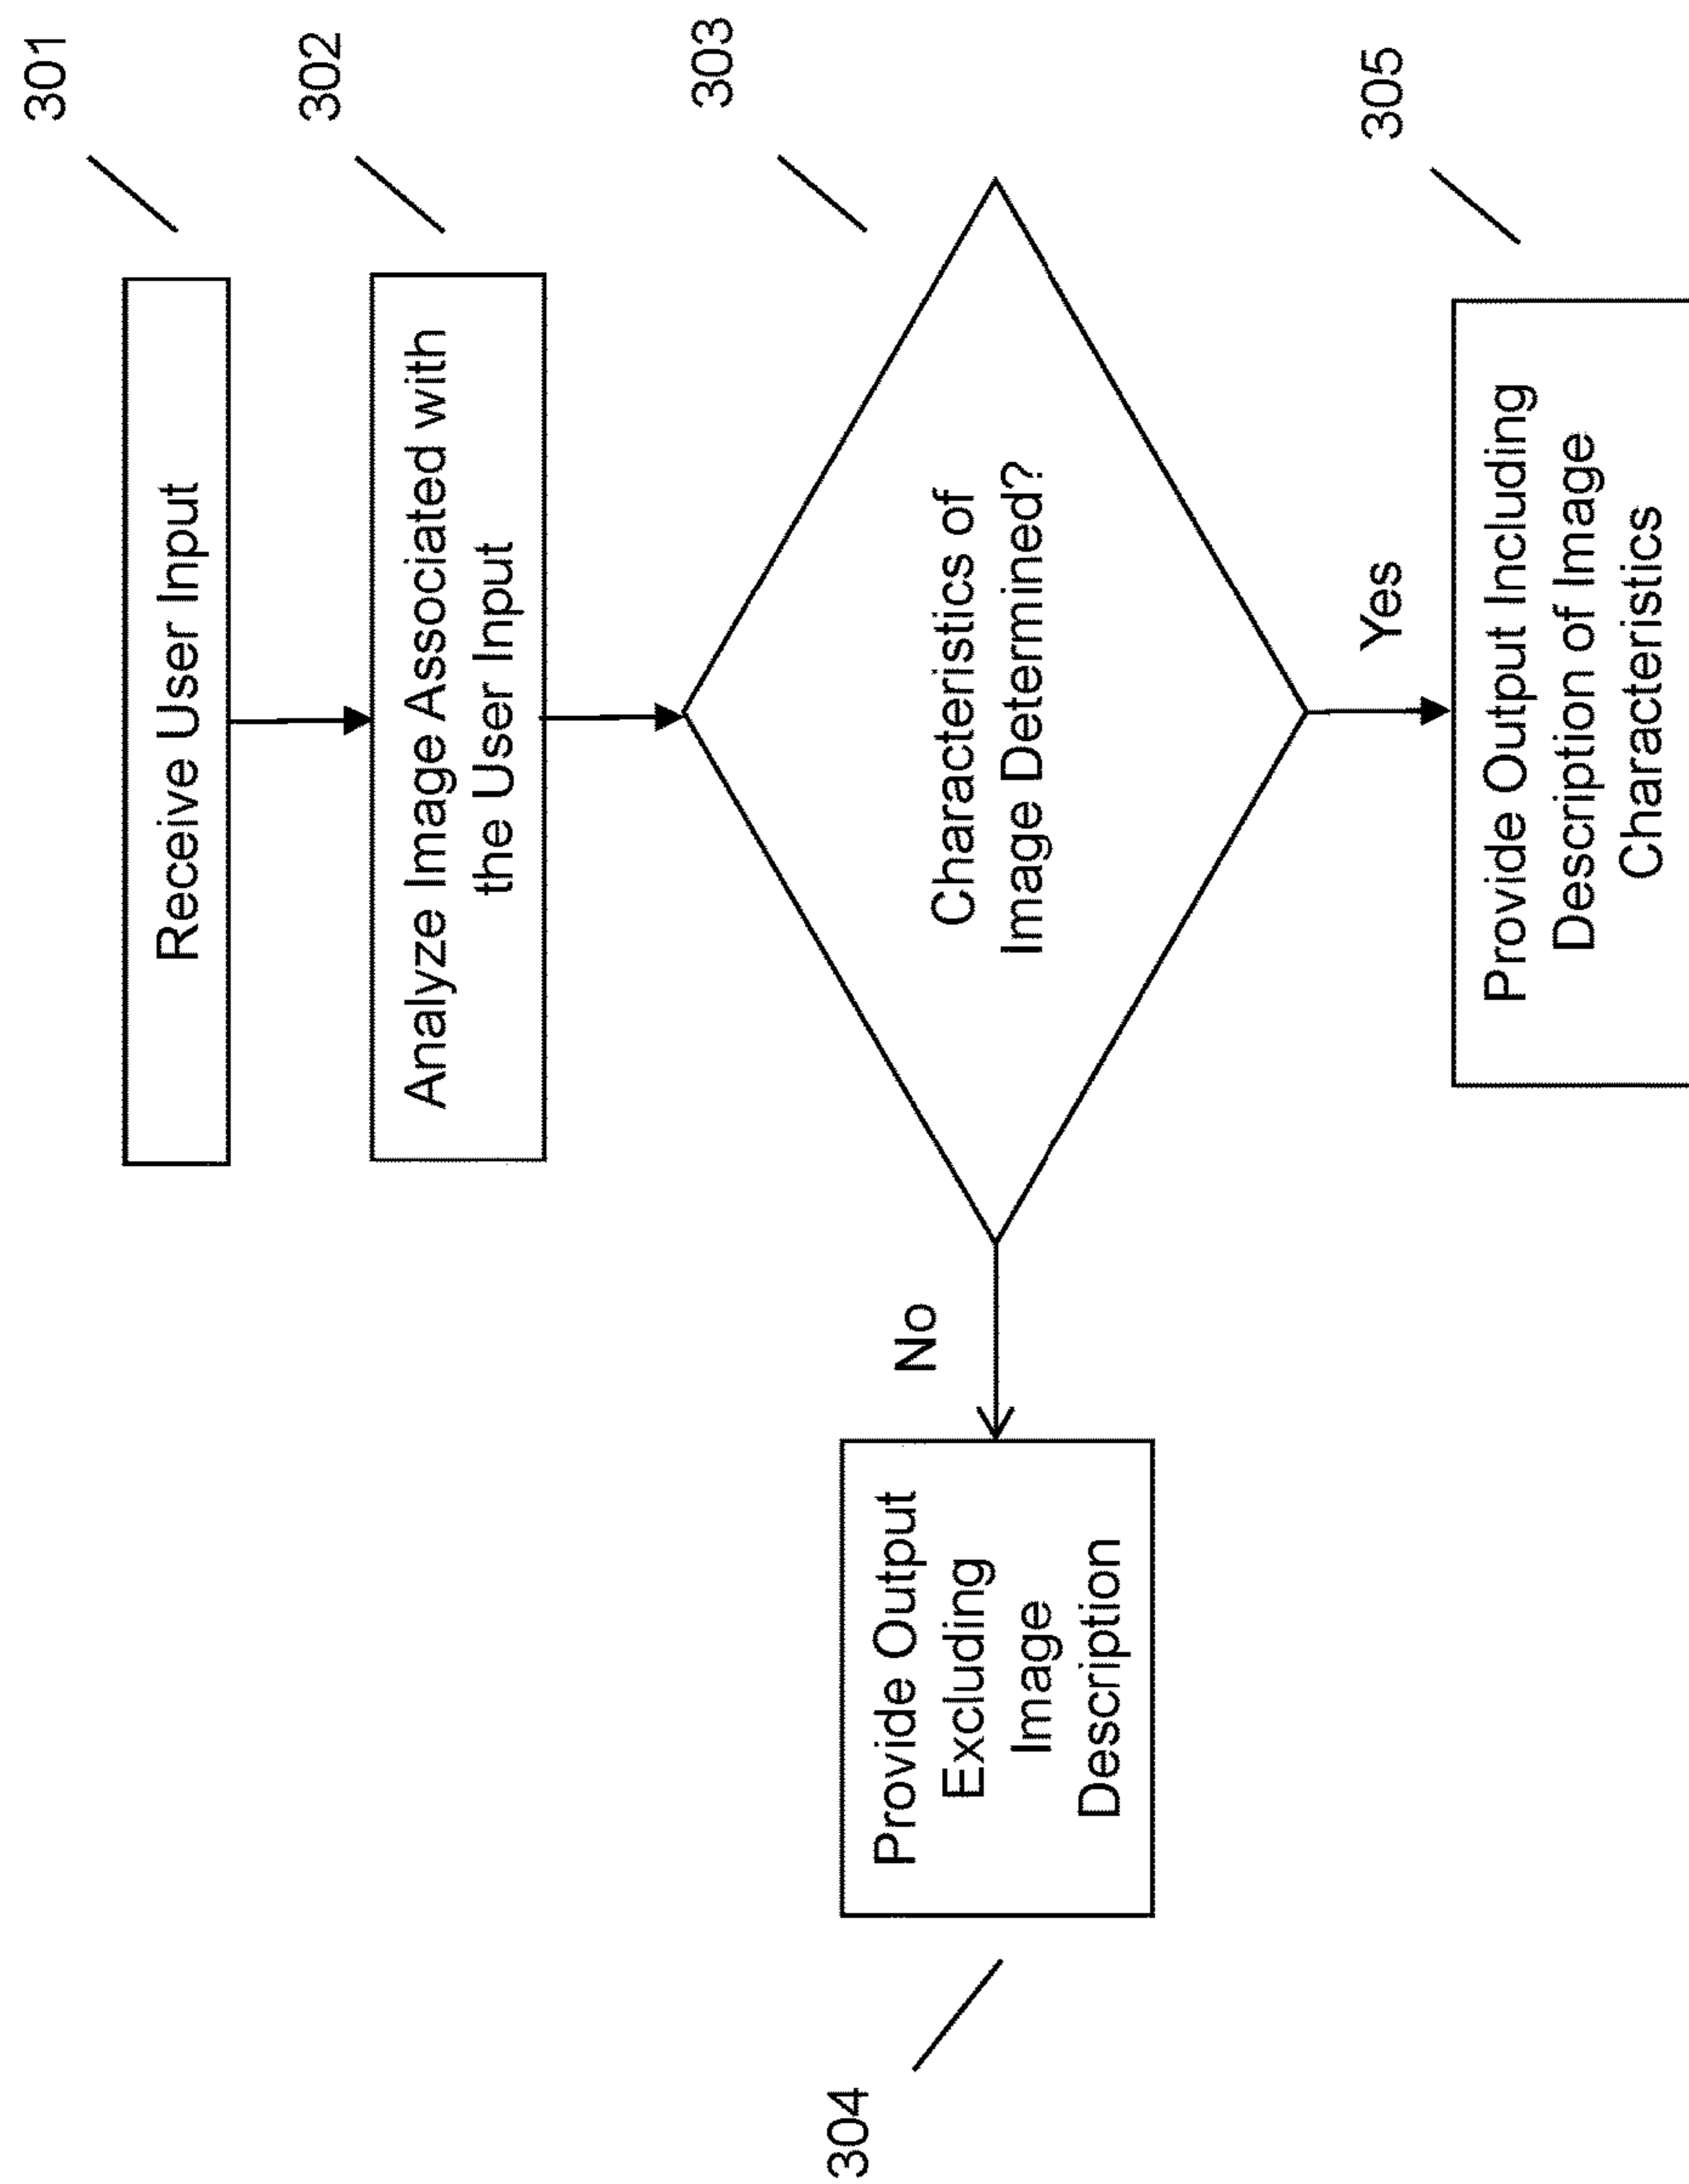 301
Receive User Input
302
Analyze Image Associated with
the User Input
303
Characteristics of
Image Determined?
No
304
Provide Output
Excluding
Image
Description
Yes
305
Provide Output Including
Description of Image
Characteristics